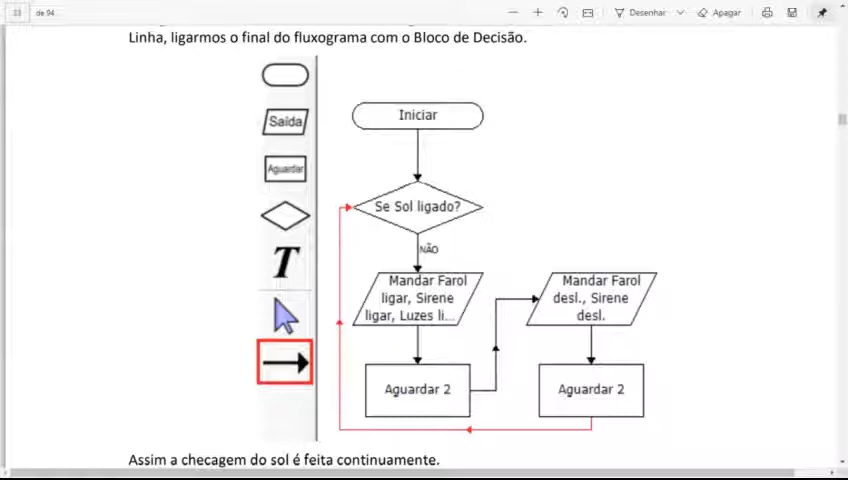 33 de 94
Desenhar
Apagar
Linha, ligarmos o final do fluxograma com o Bloco de Decisão.
Saída
Aguardar
T
Iniciar
Se Sol ligado?
NÃO
Mandar Farol
ligar, Sirene
ligar, Luzes li...
Aguardar 2
Mandar Farol
desl., Sirene
desl.
Aguardar 2
Assim a checagem do sol é feita continuamente.